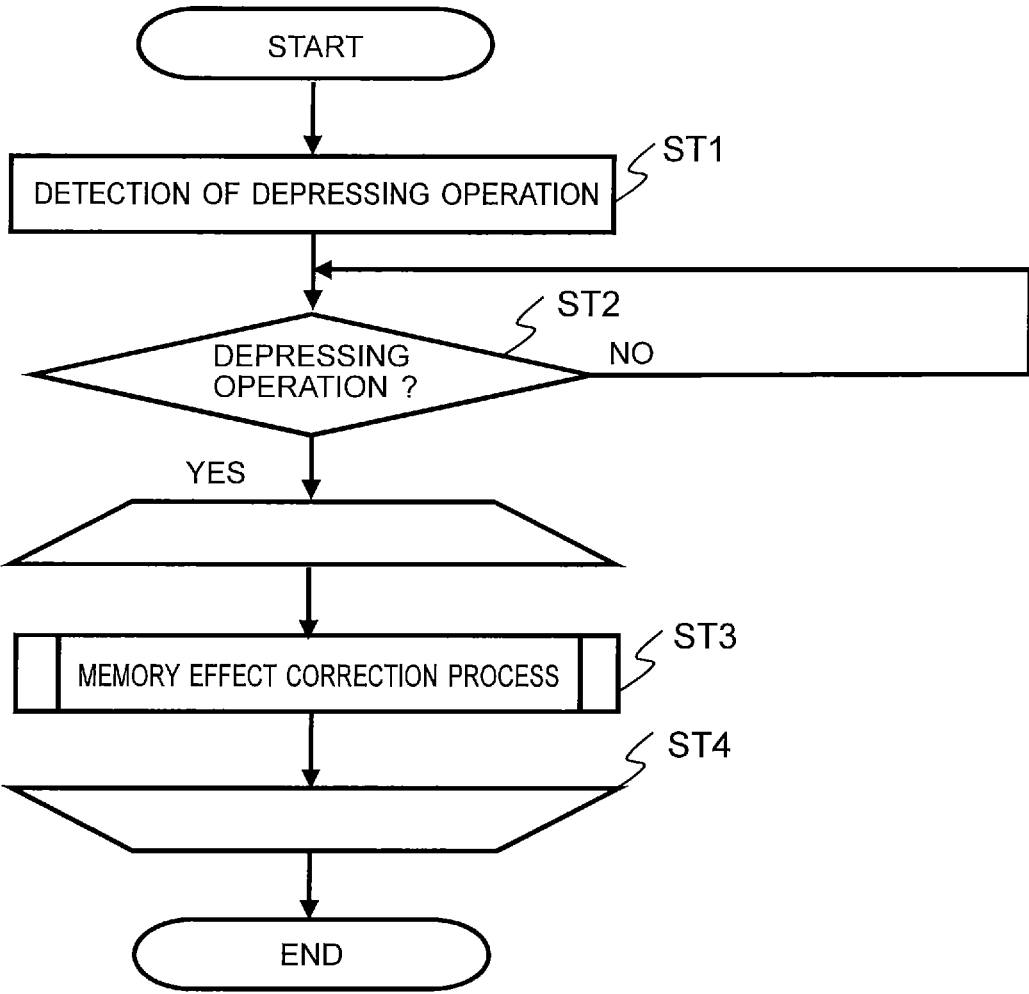 START
ST1
DETECTION OF DEPRESSING OPERATION
ST2
DEPRESSING
OPERATION ?
NO
YES
ST3
MEMORY EFFECT CORRECTION PROCESS
ST4
END